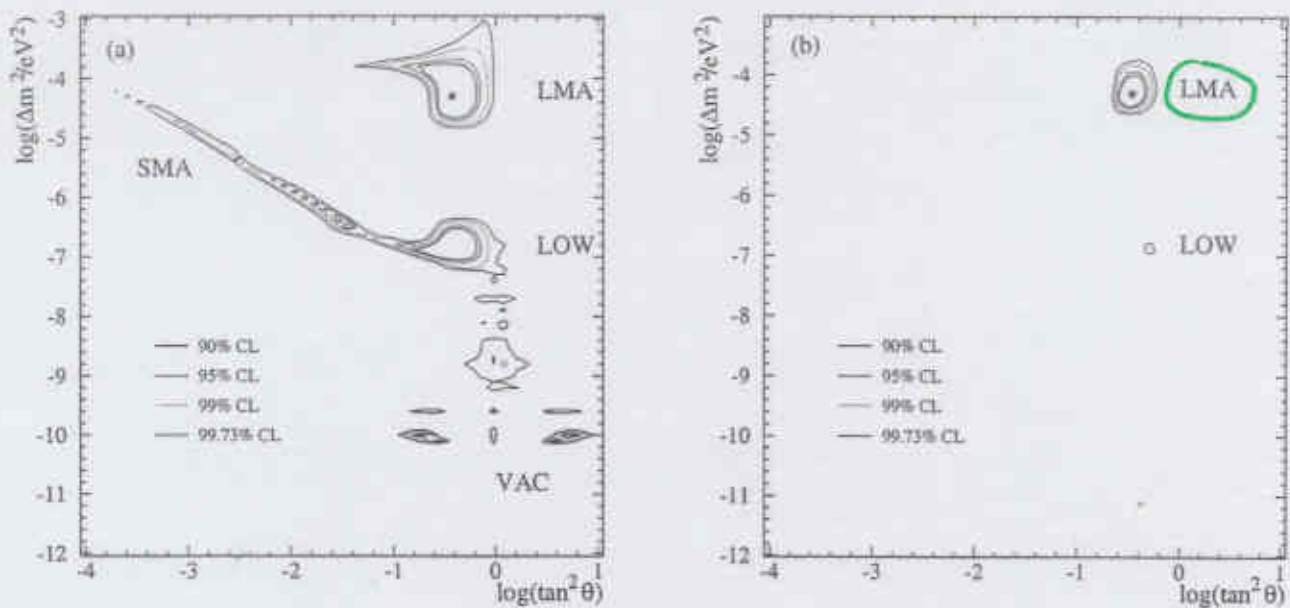 log(Δm²/eV²)
-3
-4
-5
-6
-7
-8
-9
-10
-11
-12
(a)
LMA
SMA
LOW
90% CL
95% CL
99% CL
99.73% CL
VAC
-4
-3
-2
-1
0
1
log(tan²θ)
log(Δm²/eV²)
-4
-5
-6
-7
-8
-9
-10
-11
-12
(b)
LMA
LOW
90% CL
95% CL
99% CL
99.73% CL
-4
-3
-2
-1
0
1
log(tan²θ)